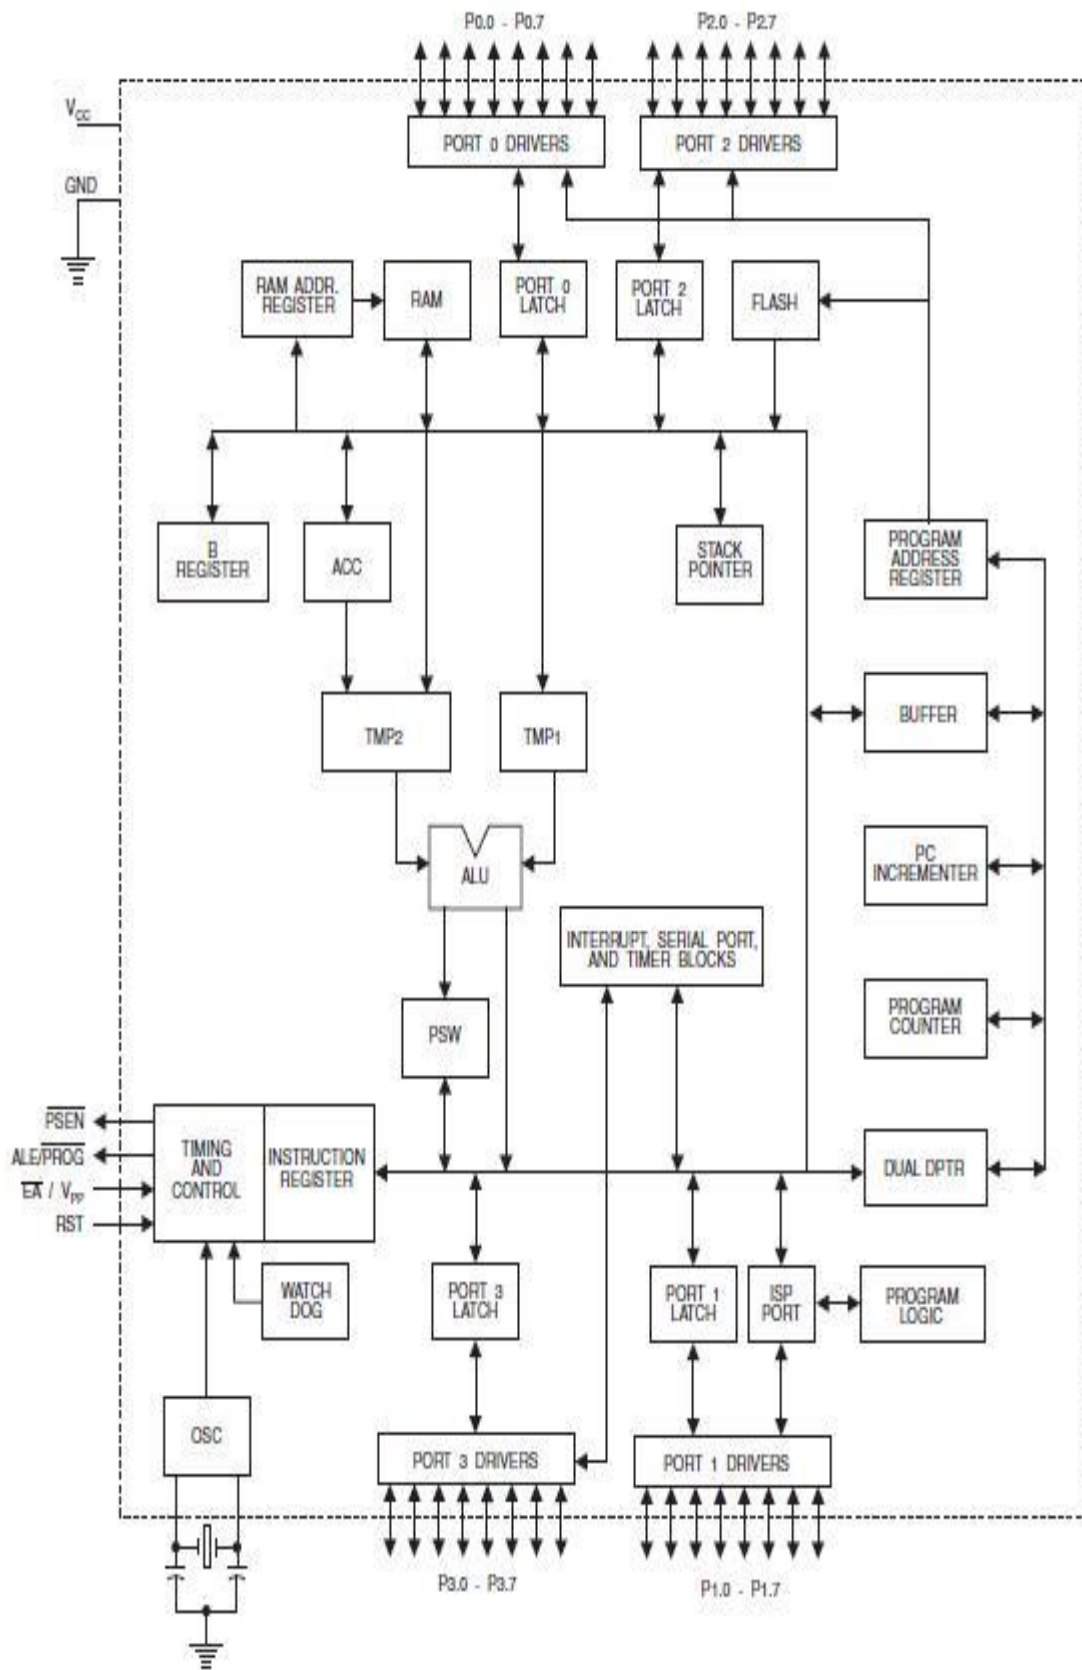 P0.0 - P0.7
P2.0 - P2.7
VCC
PORT 0 DRIVERS
PORT 2 DRIVERS
GND
RAM ADDR.
REGISTER
RAM
PORT 0
LATCH
PORT 2
LATCH
FLASH
B
REGISTER
ACC
STACK
POINTER
PROGRAM
ADDRESS
REGISTER
TMP2
TMP1
BUFFER
ALU
PC
INCREMENTER
INTERRUPT, SERIAL PORT,
AND TIMER BLOCKS
PROGRAM
COUNTER
PSW
PSEN
ALE/PROG
EA / VPP
RST
TIMING
AND
CONTROL
INSTRUCTION
REGISTER
DUAL DPTR
WATCH
DOG
PORT 3
LATCH
PORT 1
LATCH
ISP
PORT
PROGRAM
LOGIC
OSC
PORT 3 DRIVERS
PORT 1 DRIVERS
P3.0 - P3.7
P1.0 - P1.7